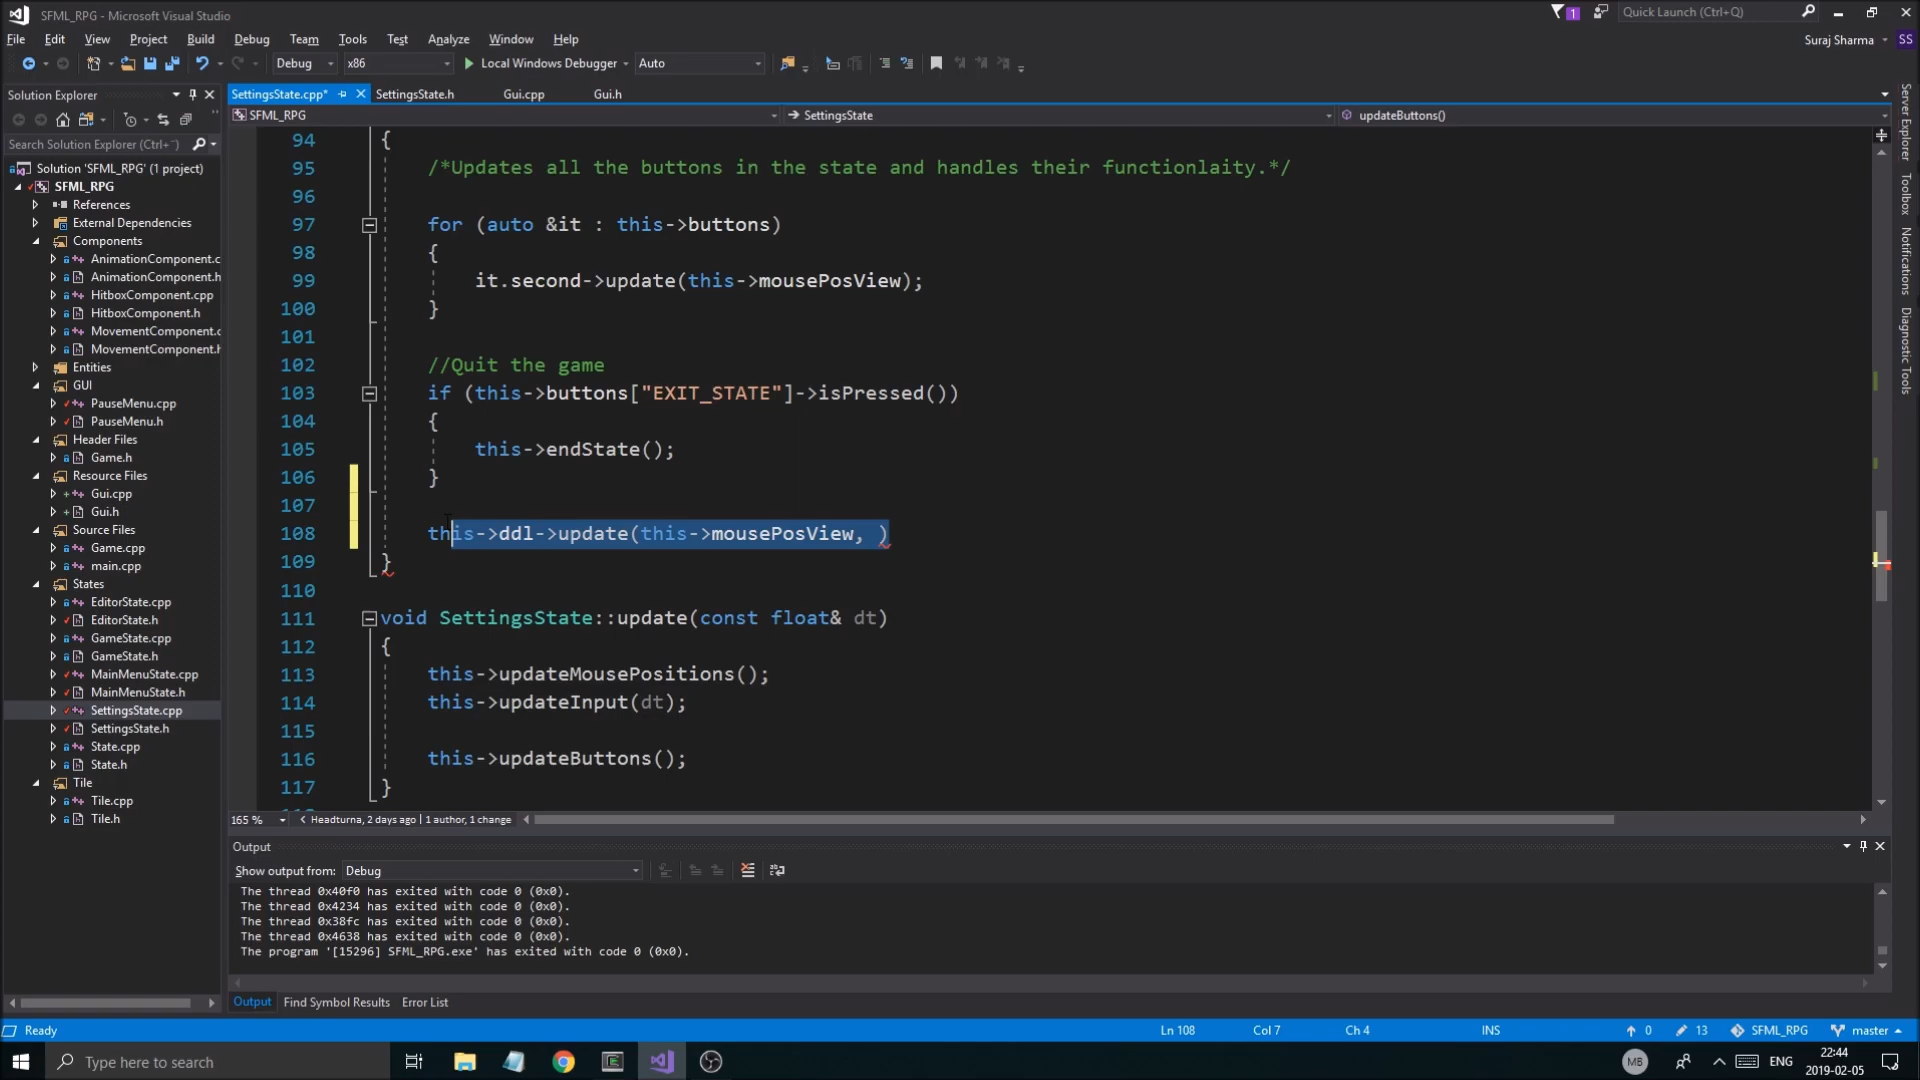 SFML_RPG - Microsoft Visual Studio
1
Quick Launch (Ctrl+Q)
File Edit View Project Build Debug Team Tools Test Analyze Window Help
Suraj Sharma SS
Debug x86 Local Windows Debugger Auto
Solution Explorer
SettingsState.cpp* SettingsState.h Gui.cpp Gui.h
SFML_RPG SettingsState updateButtons()
Search Solution Explorer (Ctrl+¨)
Solution 'SFML_RPG' (1 project)
SFML_RPG
References
External Dependencies
Components
AnimationComponent.c
AnimationComponent.h
HitboxComponent.cpp
HitboxComponent.h
MovementComponent.c
MovementComponent.h
Entities
GUI
PauseMenu.cpp
PauseMenu.h
Header Files
Game.h
Resource Files
Gui.cpp
Gui.h
Source Files
Game.cpp
main.cpp
States
EditorState.cpp
EditorState.h
GameState.cpp
GameState.h
MainMenuState.cpp
MainMenuState.h
SettingsState.cpp
SettingsState.h
State.cpp
State.h
Tile
Tile.cpp
Tile.h
94 {
95 /*Updates all the buttons in the state and handles their functionlaity.*/
96
97 for (auto &it : this->buttons)
98 {
99 it.second->update(this->mousePosView);
100 }
101
102 //Quit the game
103 if (this->buttons["EXIT_STATE"]->isPressed())
104 {
105 this->endState();
106 }
107
108 this->ddl->update(this->mousePosView, )
109 }
110
111 void SettingsState::update(const float& dt)
112 {
113 this->updateMousePositions();
114 this->updateInput(dt);
115
116 this->updateButtons();
117 }
165 % Headturna, 2 days ago | 1 author, 1 change
Server Explorer
Toolbox
Notifications
Diagnostic Tools
Output
Show output from: Debug
The thread 0x40f0 has exited with code 0 (0x0).
The thread 0x4234 has exited with code 0 (0x0).
The thread 0x38fc has exited with code 0 (0x0).
The thread 0x4638 has exited with code 0 (0x0).
The program '[15296] SFML_RPG.exe' has exited with code 0 (0x0).
Output Find Symbol Results Error List
Ready Ln 108 Col 7 Ch 4 INS 0 13 SFML_RPG master
Type here to search
MB ENG 22:44
2019-02-05